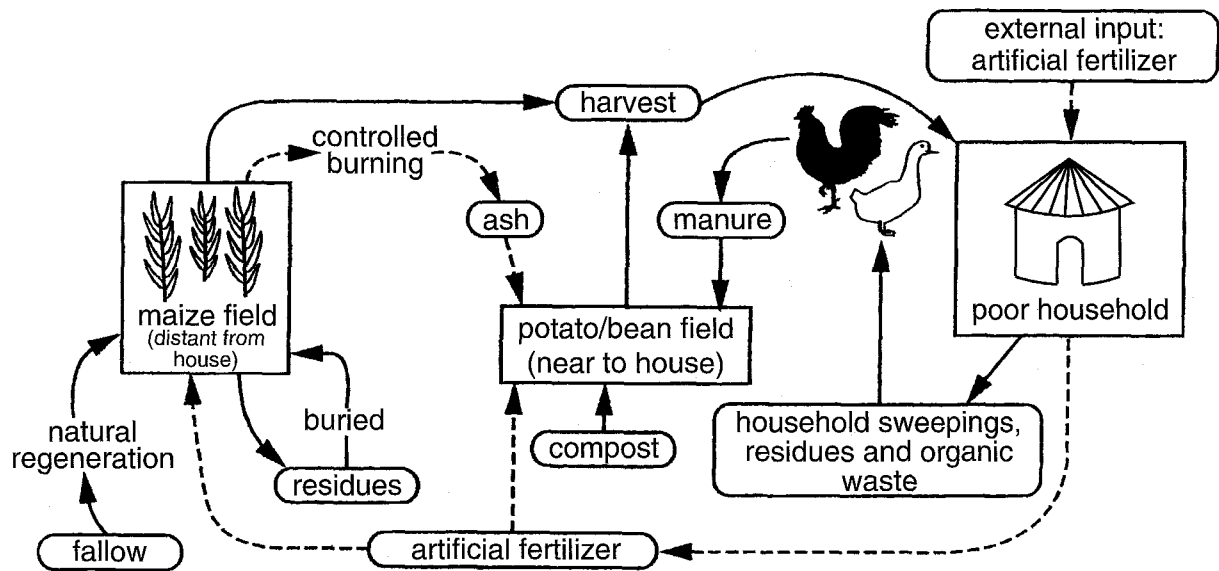 external input:
artificial fertilizer
harvest
controlled
burning
ash
manure
maize field
(distant from
house)
potato/bean field
(near to house)
poor household
natural
regeneration
buried
residues
compost
household sweepings,
residues and organic
waste
fallow
artificial fertilizer